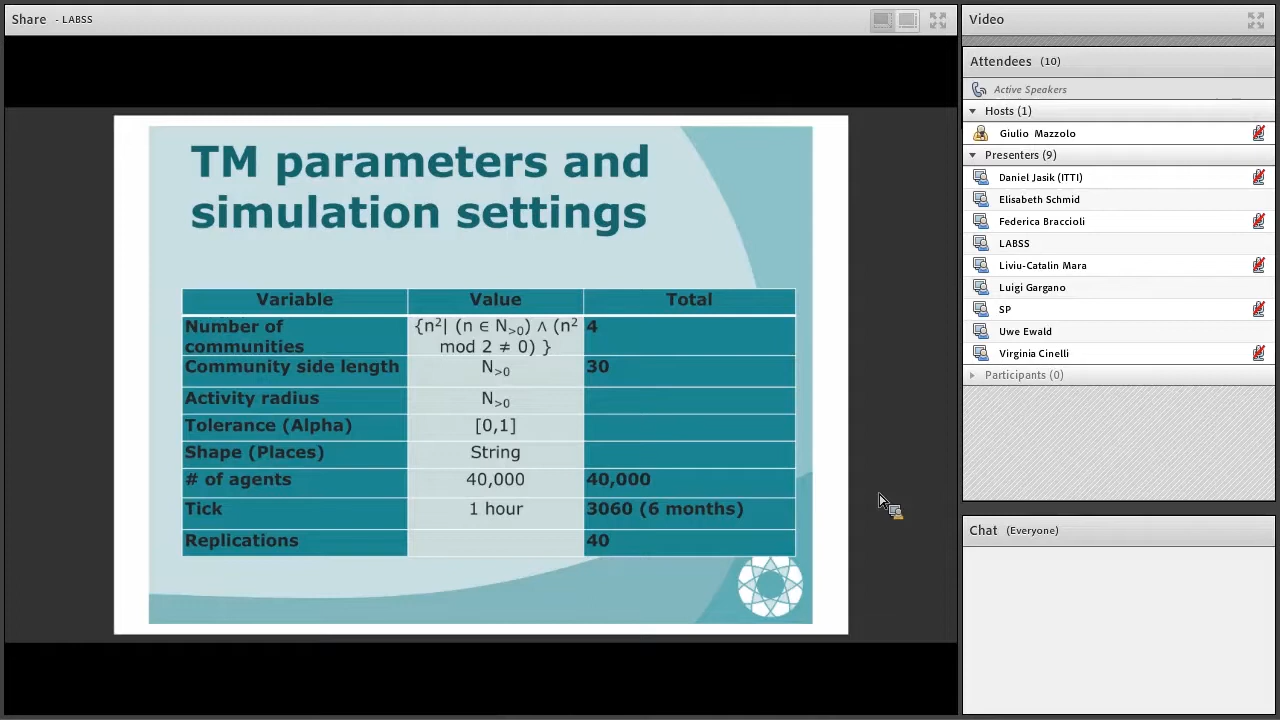 Share - LABSS
TM parameters and
simulation settings
Variable Value Total
Number of communities {n²| (n ∈ N>0) ∧ (n² mod 2 ≠ 0) } 4
Community side length N>0 30
Activity radius N>0
Tolerance (Alpha) [0,1]
Shape (Places) String
# of agents 40,000 40,000
Tick 1 hour 3060 (6 months)
Replications 40
Video
Attendees (10)
Active Speakers
Hosts (1)
Giulio Mazzolo
Presenters (9)
Daniel Jasik (ITTI)
Elisabeth Schmid
Federica Braccioli
LABSS
Liviu-Catalin Mara
Luigi Gargano
SP
Uwe Ewald
Virginia Cinelli
Participants (0)
Chat (Everyone)